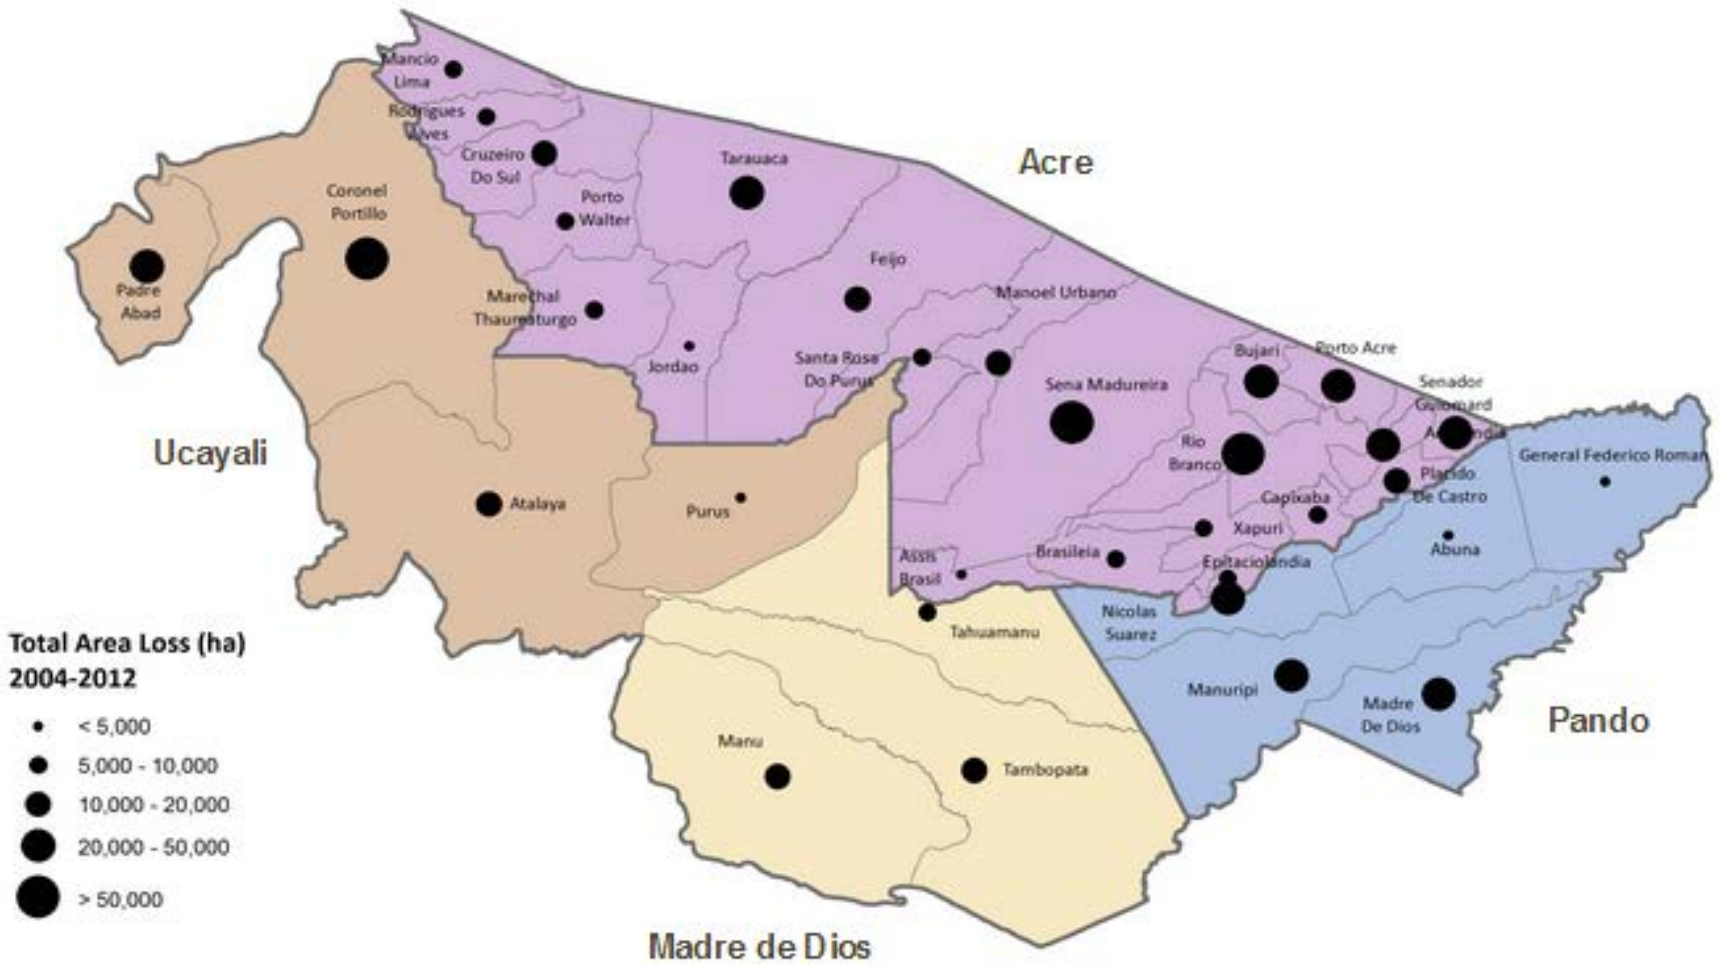 Mancio
Lima
Rodrigues
Alves
Cruzeiro
Do Sul
Porto
Walter
Tarauaca
Acre
Coronel
Portillo
Padre
Abad
Marechal
Thaumaturgo
Jordao
Feijo
Manoel Urbano
Santa Rosa
Do Purus
Sena Madureira
Bujari
Porto Acre
Senador
Guiomard
Acrelandia
Rio
Branco
Placido
De Castro
Capixaba
Xapuri
Brasileia
Epitaciolandia
Assis
Brasil
General Federico Roman
Abuna
Ucayali
Atalaya
Purus
Tahuamanu
Nicolas
Suarez
Manuripi
Madre
De Dios
Pando
Manu
Tambopata
Madre de Dios
Total Area Loss (ha)
2004-2012
< 5,000
5,000 - 10,000
10,000 - 20,000
20,000 - 50,000
> 50,000